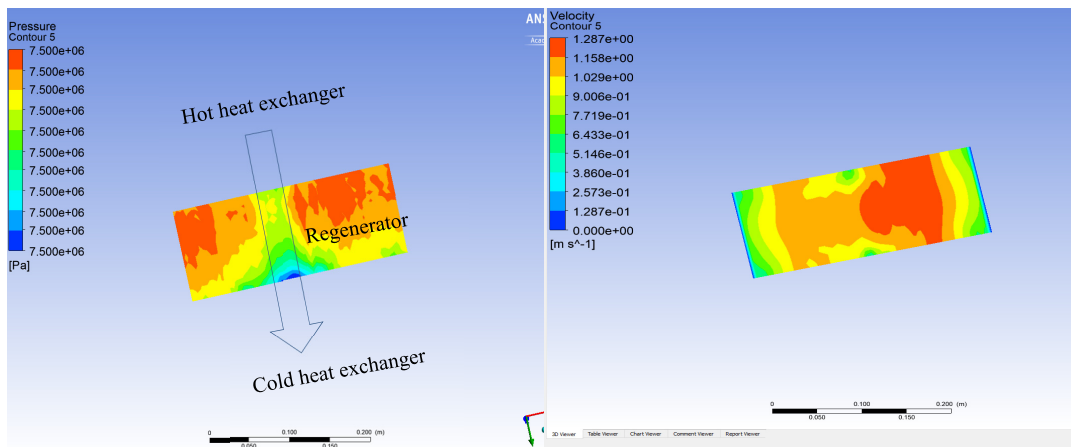 Pressure
Contour 5
7.500e+06
7.500e+06
7.500e+06
7.500e+06
7.500e+06
7.500e+06
7.500e+06
7.500e+06
7.500e+06
7.500e+06
7.500e+06
[Pa]
ANS
Acad
Hot heat exchanger
Regenerator
Cold heat exchanger
0 0.100 0.200 (m)
0.050 0.150
Velocity
Contour 5
1.287e+00
1.158e+00
1.029e+00
9.006e-01
7.719e-01
6.433e-01
5.146e-01
3.860e-01
2.573e-01
1.287e-01
0.000e+00
[m s^-1]
0 0.100 0.200 (m)
0.050 0.150
3D Viewer Table Viewer Chart Viewer Comment Viewer Report Viewer